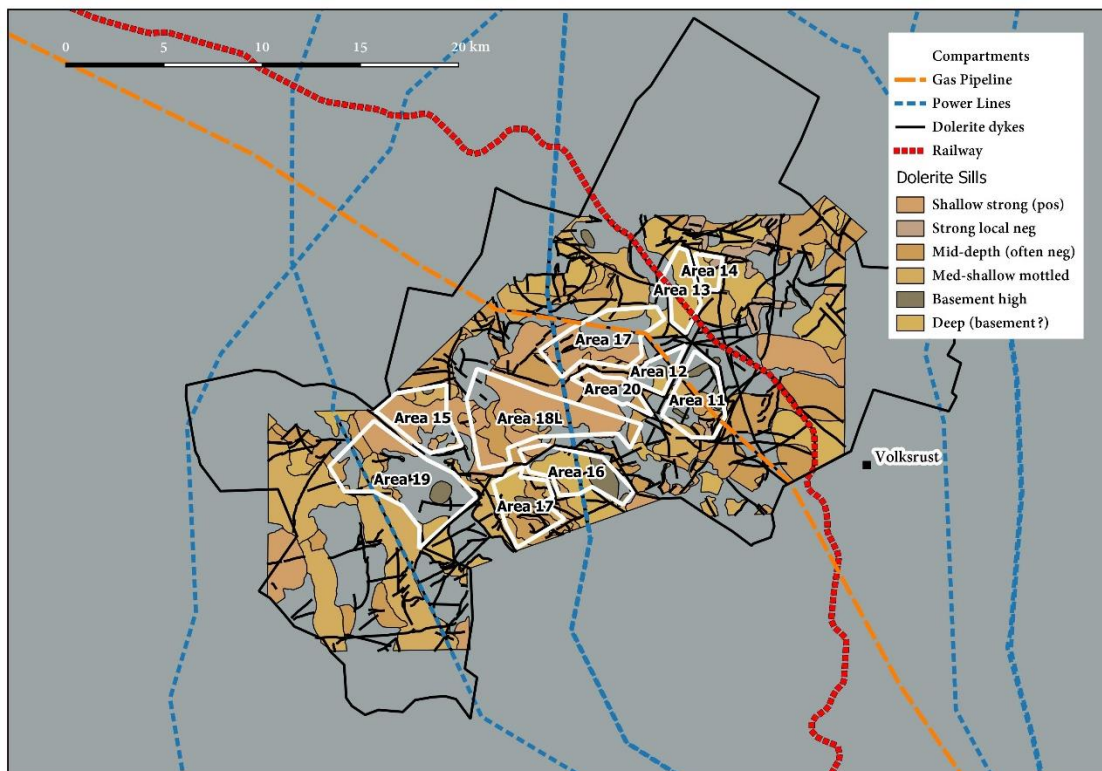 0 5 10 15 20 km
Compartments
Gas Pipeline
Power Lines
Dolerite dykes
Railway
Dolerite Sills
Shallow strong (pos)
Strong local neg
Mid-depth (often neg)
Med-shallow mottled
Basement high
Deep (basement?)
Area 14
Area 13
Area 17
Area 12
Area 20
Area 11
Area 15
Area 18L
Volksrust
Area 16
Area 19
Area 17